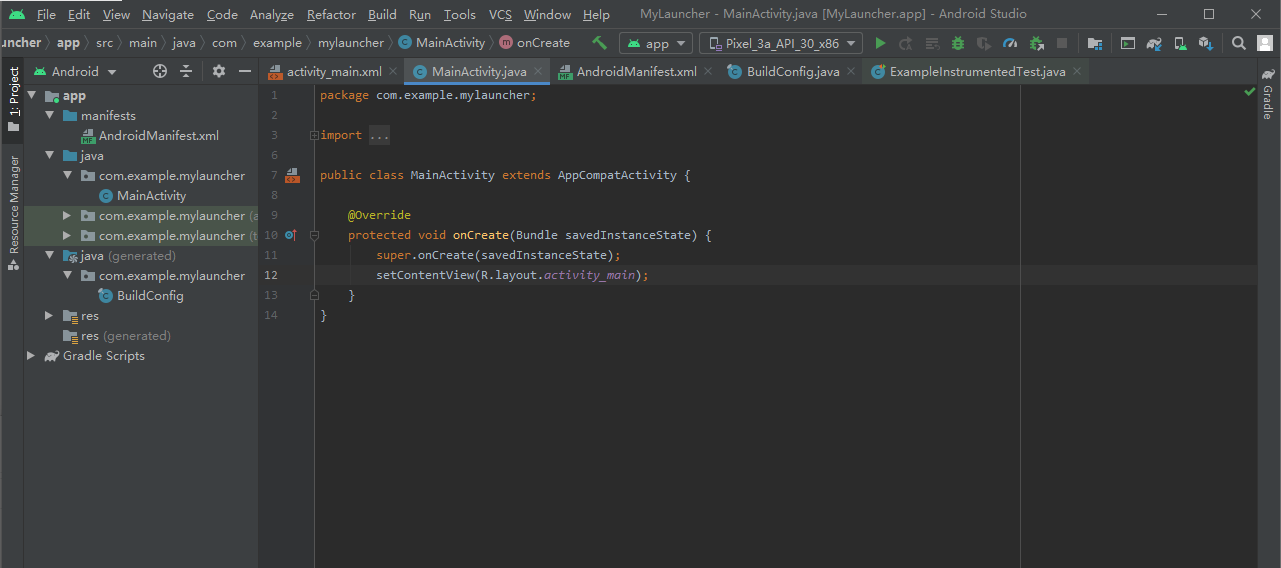 File Edit View Navigate Code Analyze Refactor Build Run Tools VCS Window Help MyLauncher - MainActivity.java [MyLauncher.app] - Android Studio
uncher app src main java com example mylauncher MainActivity onCreate app Pixel_3a_API_30_x86
Android activity_main.xml MainActivity.java AndroidManifest.xml BuildConfig.java ExampleInstrumentedTest.java
1: Project
Resource Manager
app
manifests
AndroidManifest.xml
java
com.example.mylauncher
MainActivity
com.example.mylauncher (a
com.example.mylauncher (t
java (generated)
com.example.mylauncher
BuildConfig
res
res (generated)
Gradle Scripts
1 package com.example.mylauncher;
2
3 import ...
6
7 public class MainActivity extends AppCompatActivity {
8
9 @Override
10 protected void onCreate(Bundle savedInstanceState) {
11 super.onCreate(savedInstanceState);
12 setContentView(R.layout.activity_main);
13 }
14 }
Gradle